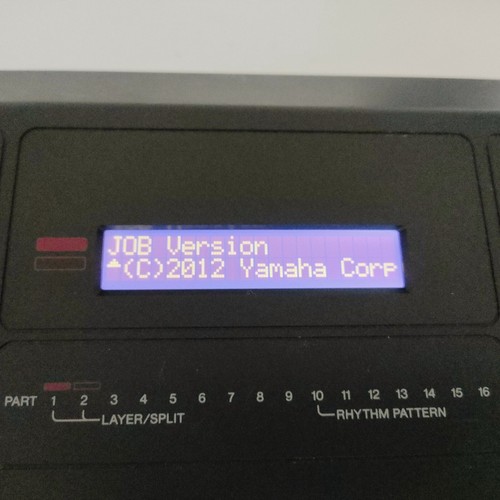 JOB Version
(C)2012 Yamaha Corp
PART 1 2 3 4 5 6 7 8 9 10 11 12 13 14 15 16
LAYER/SPLIT RHYTHM PATTERN